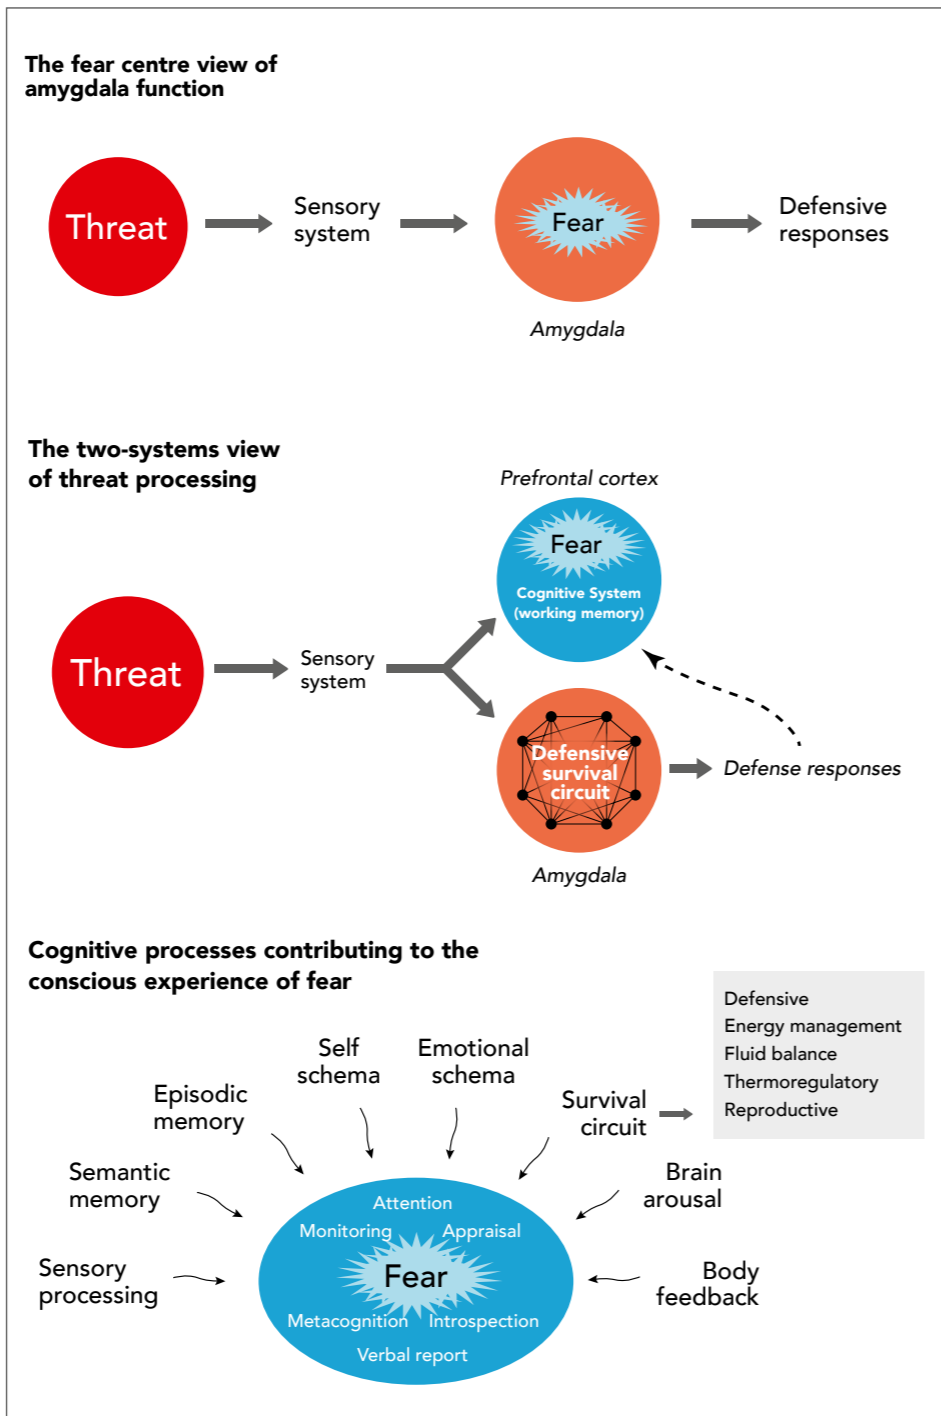 The fear centre view of
amygdala function
Threat
Sensory
system
Fear
Amygdala
Defensive
responses
The two-systems view
of threat processing
Prefrontal cortex
Fear
Cognitive System
(working memory)
Threat
Sensory
system
Defensive
survival
circuit
Amygdala
Defense responses
Cognitive processes contributing to the
conscious experience of fear
Sensory
processing
Semantic
memory
Episodic
memory
Self
schema
Emotional
schema
Survival
circuit
Defensive
Energy management
Fluid balance
Thermoregulatory
Reproductive
Brain
arousal
Body
feedback
Attention
Monitoring
Appraisal
Fear
Metacognition
Introspection
Verbal report